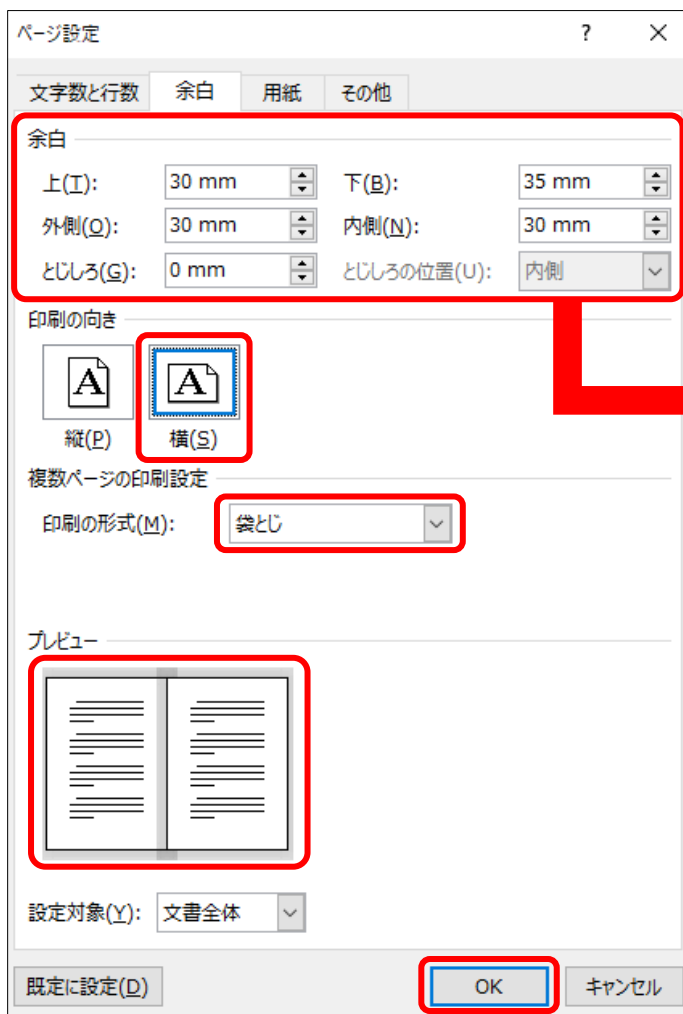 ページ設定 ? ×
文字数と行数 余白 用紙 その他
余白
上(T): 30 mm 下(B): 35 mm
外側(O): 30 mm 内側(N): 30 mm
とじしろ(G): 0 mm とじしろの位置(U): 内側
印刷の向き
A A
縦(P) 横(S)
複数ページの印刷設定
印刷の形式(M): 袋とじ
プレビュー
設定対象(Y): 文書全体
既定に設定(D) OK キャンセル